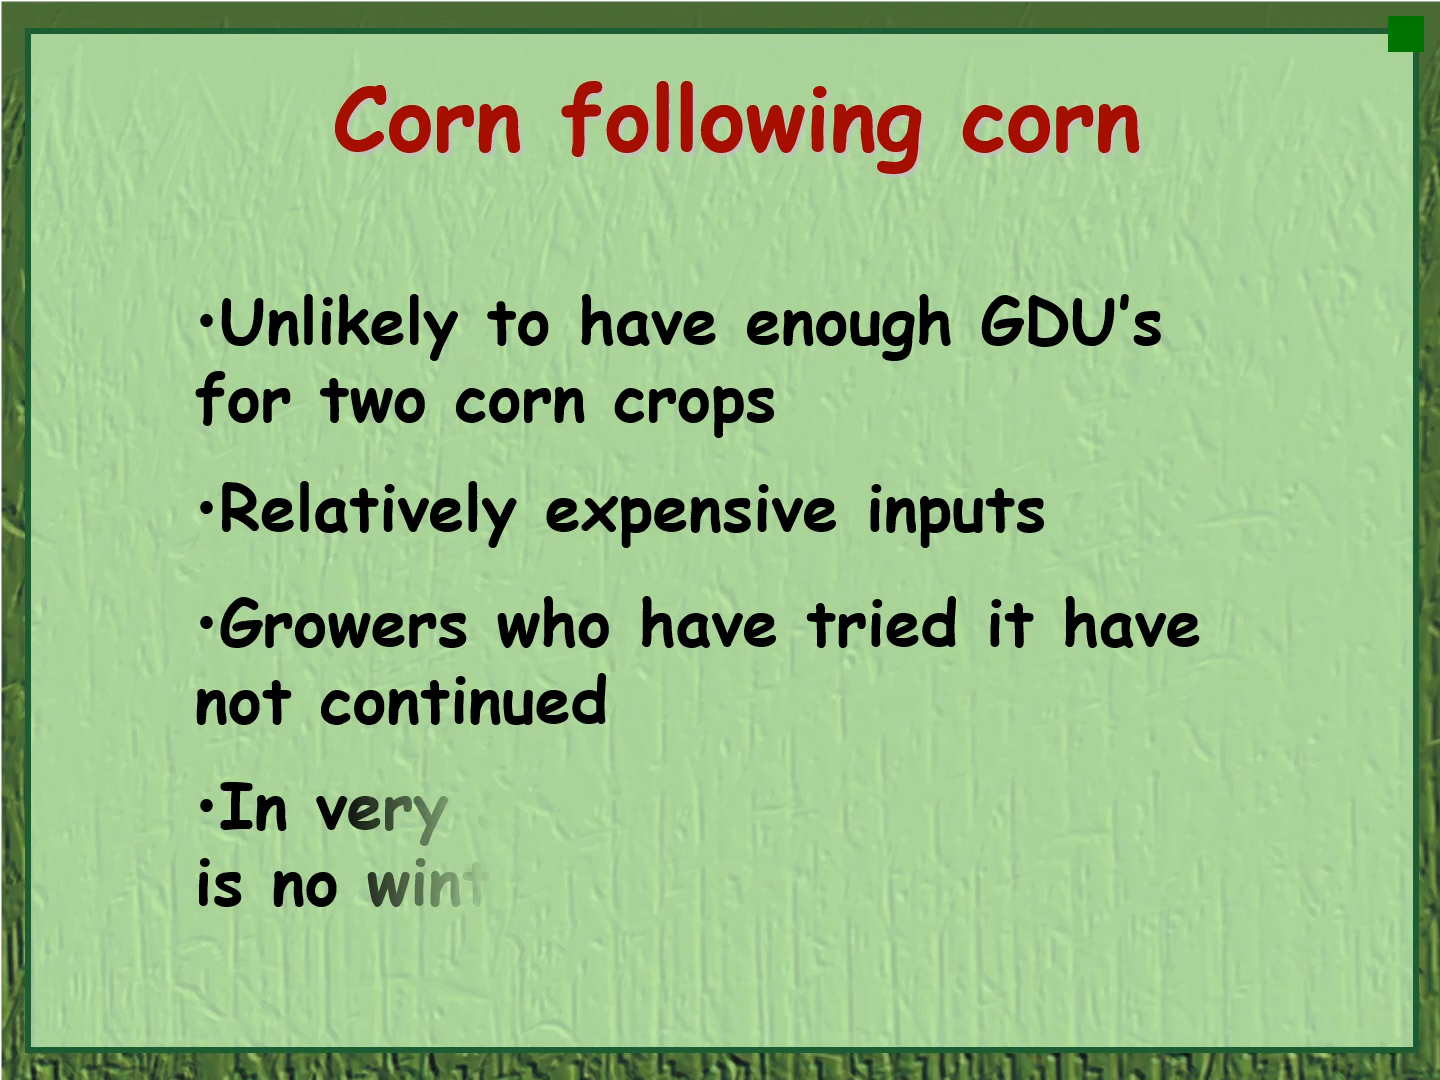 Corn following corn
•Unlikely to have enough GDU's
for two corn crops
•Relatively expensive inputs
•Growers who have tried it have
not continued
•In very
is no